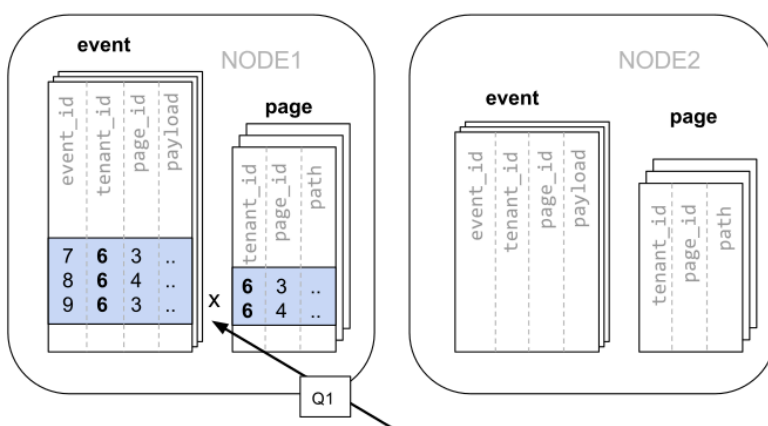 NODE1
event
event_id tenant_id page_id payload
7 6 3 ..
8 6 4 ..
9 6 3 ..
x
page
tenant_id page_id path
6 3 ..
6 4 ..
Q1
NODE2
event
event_id tenant_id page_id payload
page
tenant_id page_id path